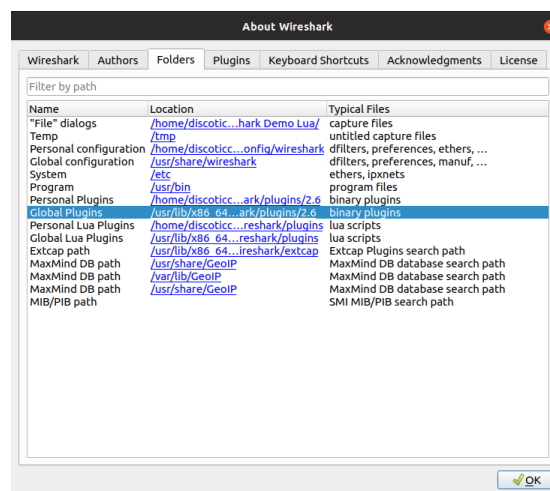 About Wireshark
Wireshark Authors Folders Plugins Keyboard Shortcuts Acknowledgments License
Filter by path
Name Location Typical Files
"File" dialogs /home/discotic...hark Demo Lua/ capture files
Temp /tmp untitled capture files
Personal configuration /home/discoticc...onfig/wireshark dfilters, preferences, ethers, ...
Global configuration /usr/share/wireshark dfilters, preferences, manuf, ...
System /etc ethers, ipxnets
Program /usr/bin program files
Personal Plugins /home/discoticc...ark/plugins/2.6 binary plugins
Global Plugins /usr/lib/x86_64...ark/plugins/2.6 binary plugins
Personal Lua Plugins /home/discoticc...reshark/plugins lua scripts
Global Lua Plugins /usr/lib/x86_64...reshark/plugins lua scripts
Extcap path /usr/lib/x86_64...ireshark/extcap Extcap Plugins search path
MaxMind DB path /usr/share/GeoIP MaxMind DB database search path
MaxMind DB path /var/lib/GeoIP MaxMind DB database search path
MaxMind DB path /usr/share/GeoIP MaxMind DB database search path
MIB/PIB path SMI MIB/PIB search path
OK